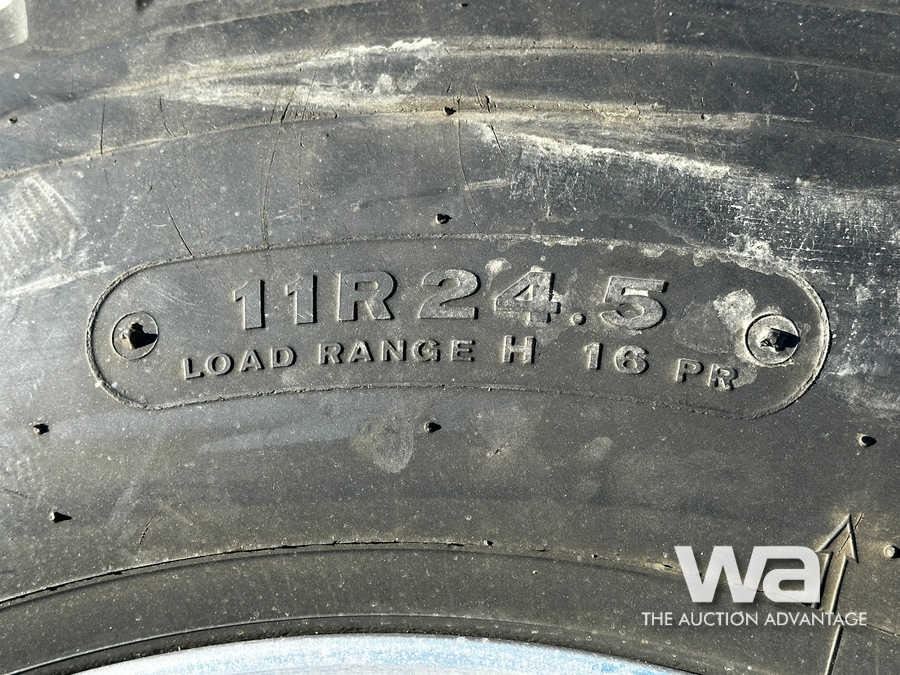 11R24.5
LOAD RANGE H 16 PR
wa
THE AUCTION ADVANTAGE